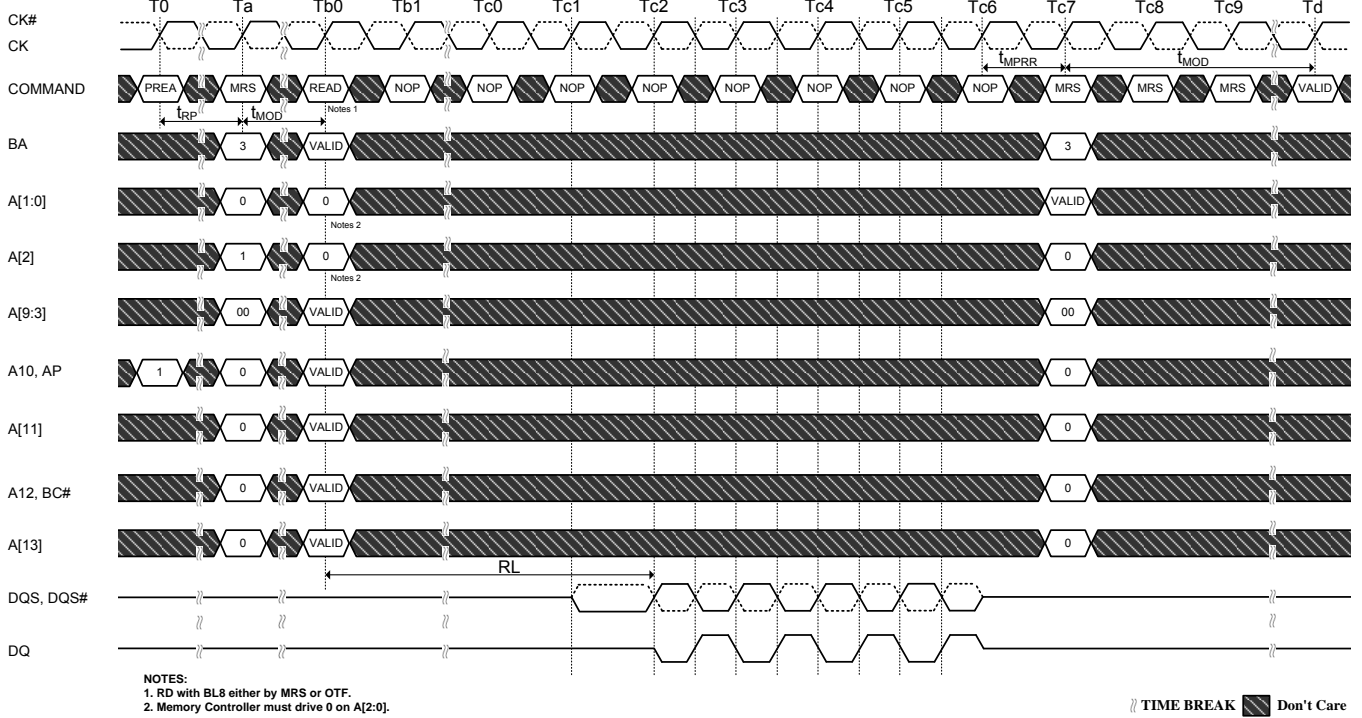 T0 Ta Tb0 Tb1 Tc0 Tc1 Tc2 Tc3 Tc4 Tc5 Tc6 Tc7 Tc8 Tc9 Td
CK#
CK
tMPRR tMOD
COMMAND PREA MRS READ NOP NOP NOP NOP NOP NOP NOP NOP MRS MRS MRS VALID
Notes 1
tRP tMOD
BA 3 VALID 3
A[1:0] 0 0 VALID
Notes 2
A[2] 1 0 0
Notes 2
A[9:3] 00 VALID 00
A10, AP 1 0 VALID 0
A[11] 0 VALID 0
A12, BC# 0 VALID 0
A[13] 0 VALID 0
RL
DQS, DQS#
DQ
NOTES:
1. RD with BL8 either by MRS or OTF.
2. Memory Controller must drive 0 on A[2:0].
TIME BREAK Don't Care